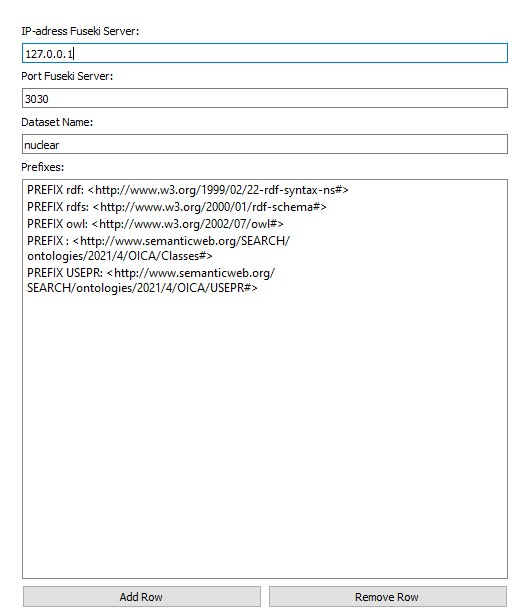 IP-adress Fuseki Server:
127.0.0.1
Port Fuseki Server:
3030
Dataset Name:
nuclear
Prefixes:
PREFIX rdf: <http://www.w3.org/1999/02/22-rdf-syntax-ns#>
PREFIX rdfs: <http://www.w3.org/2000/01/rdf-schema#>
PREFIX owl: <http://www.w3.org/2002/07/owl#>
PREFIX : <http://www.semanticweb.org/SEARCH/
ontologies/2021/4/OICA/Classes#>
PREFIX USEPR: <http://www.semanticweb.org/
SEARCH/ontologies/2021/4/OICA/USEPR#>
Add Row
Remove Row